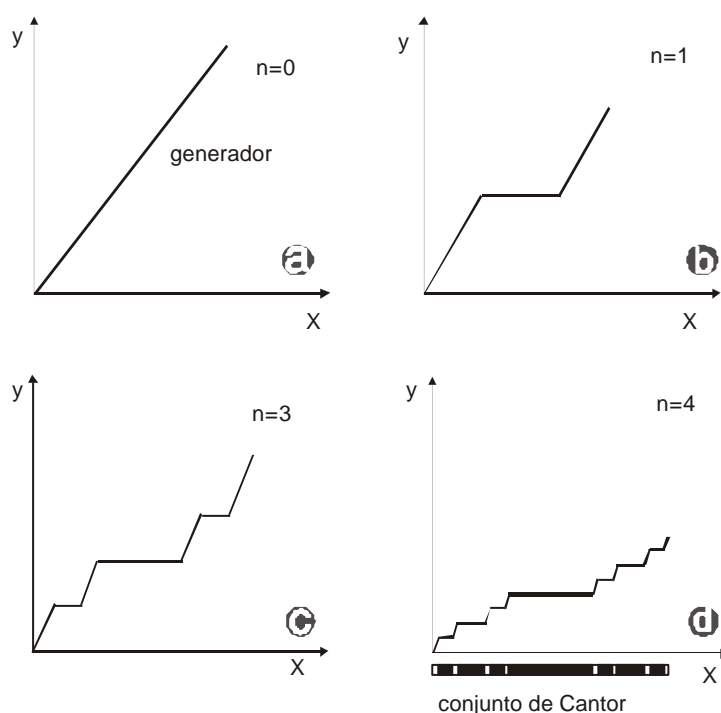 y
n=0
generador
a
X
y
n=1
b
X
y
n=3
c
X
y
n=4
d
X
conjunto de Cantor